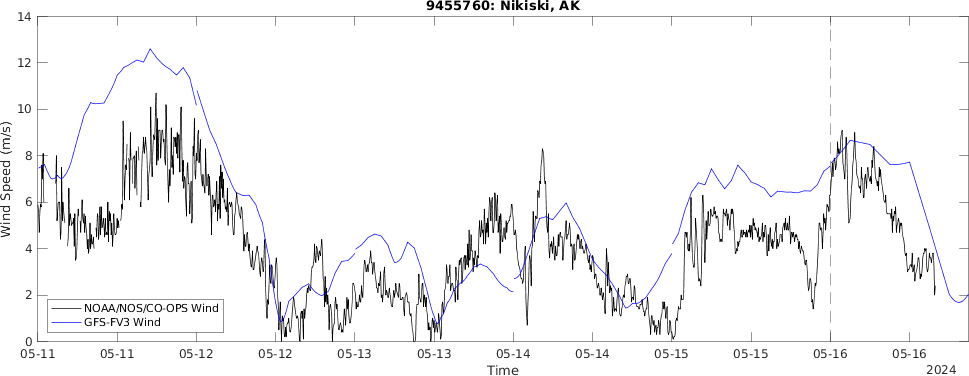 9455760: Nikiski, AK
14
12
10
8
6
4
2
0
Wind Speed (m/s)
NOAA/NOS/CO-OPS Wind
GFS-FV3 Wind
05-11 05-11 05-12 05-12 05-13 05-13 05-14 05-14 05-15 05-15 05-16 05-16
Time
2024